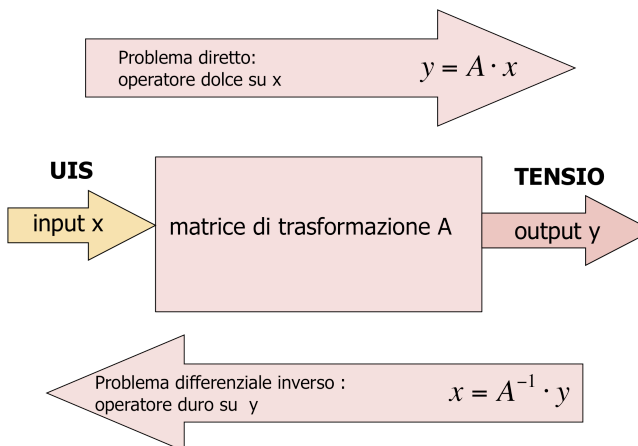 Problema diretto:
operatore dolce su x
y = A · x
UIS
TENSIO
input x
matrice di trasformazione A
output y
Problema differenziale inverso :
operatore duro su y
x = A⁻¹ · y